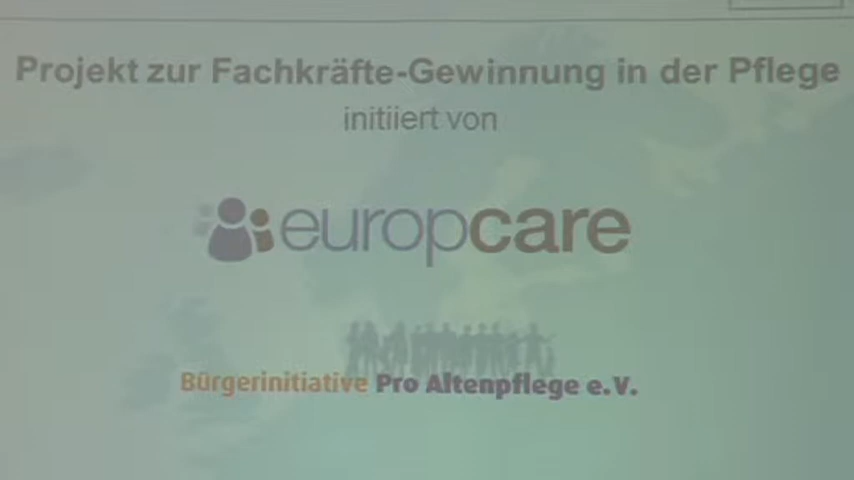 Projekt zur Fachkräfte-Gewinnung in der Pflege
initiiert von
europcare
Bürgerinitiative Pro Altenpflege e.V.